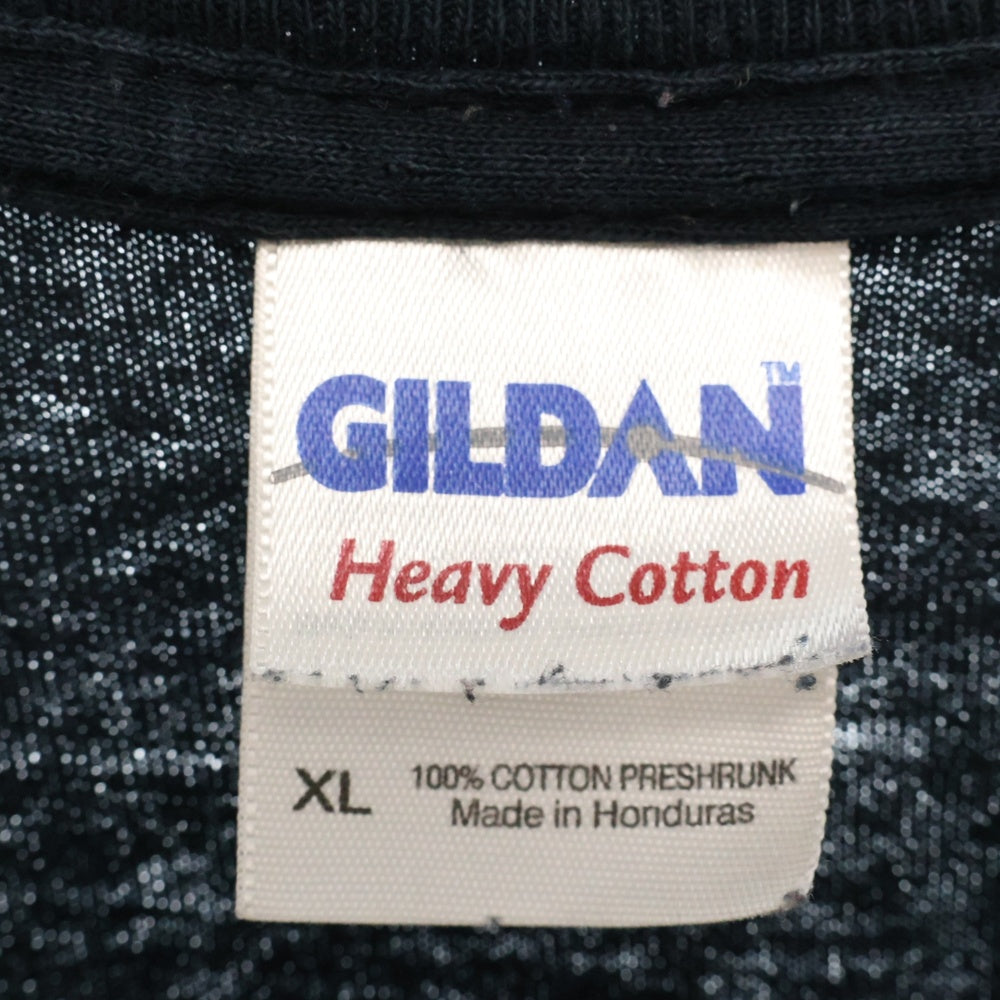 GILDAN™
Heavy Cotton
XL
100% COTTON PRESHRUNK
Made in Honduras